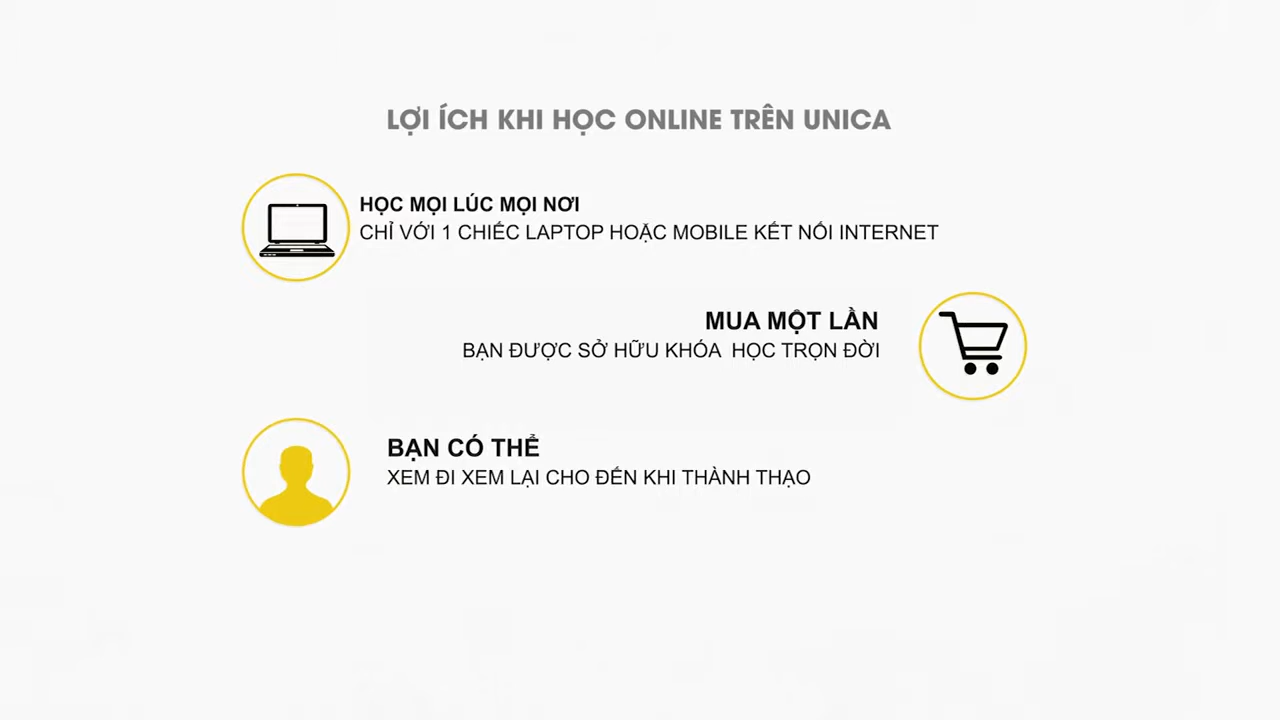 LỢI ÍCH KHI HỌC ONLINE TRÊN UNICA
HỌC MỌI LÚC MỌI NƠI
CHỈ VỚI 1 CHIẾC LAPTOP HOẶC MOBILE KẾT NỐI INTERNET
MUA MỘT LẦN
BẠN ĐƯỢC SỞ HỮU KHÓA HỌC TRỌN ĐỜI
BẠN CÓ THỂ
XEM ĐI XEM LẠI CHO ĐẾN KHI THÀNH THẠO